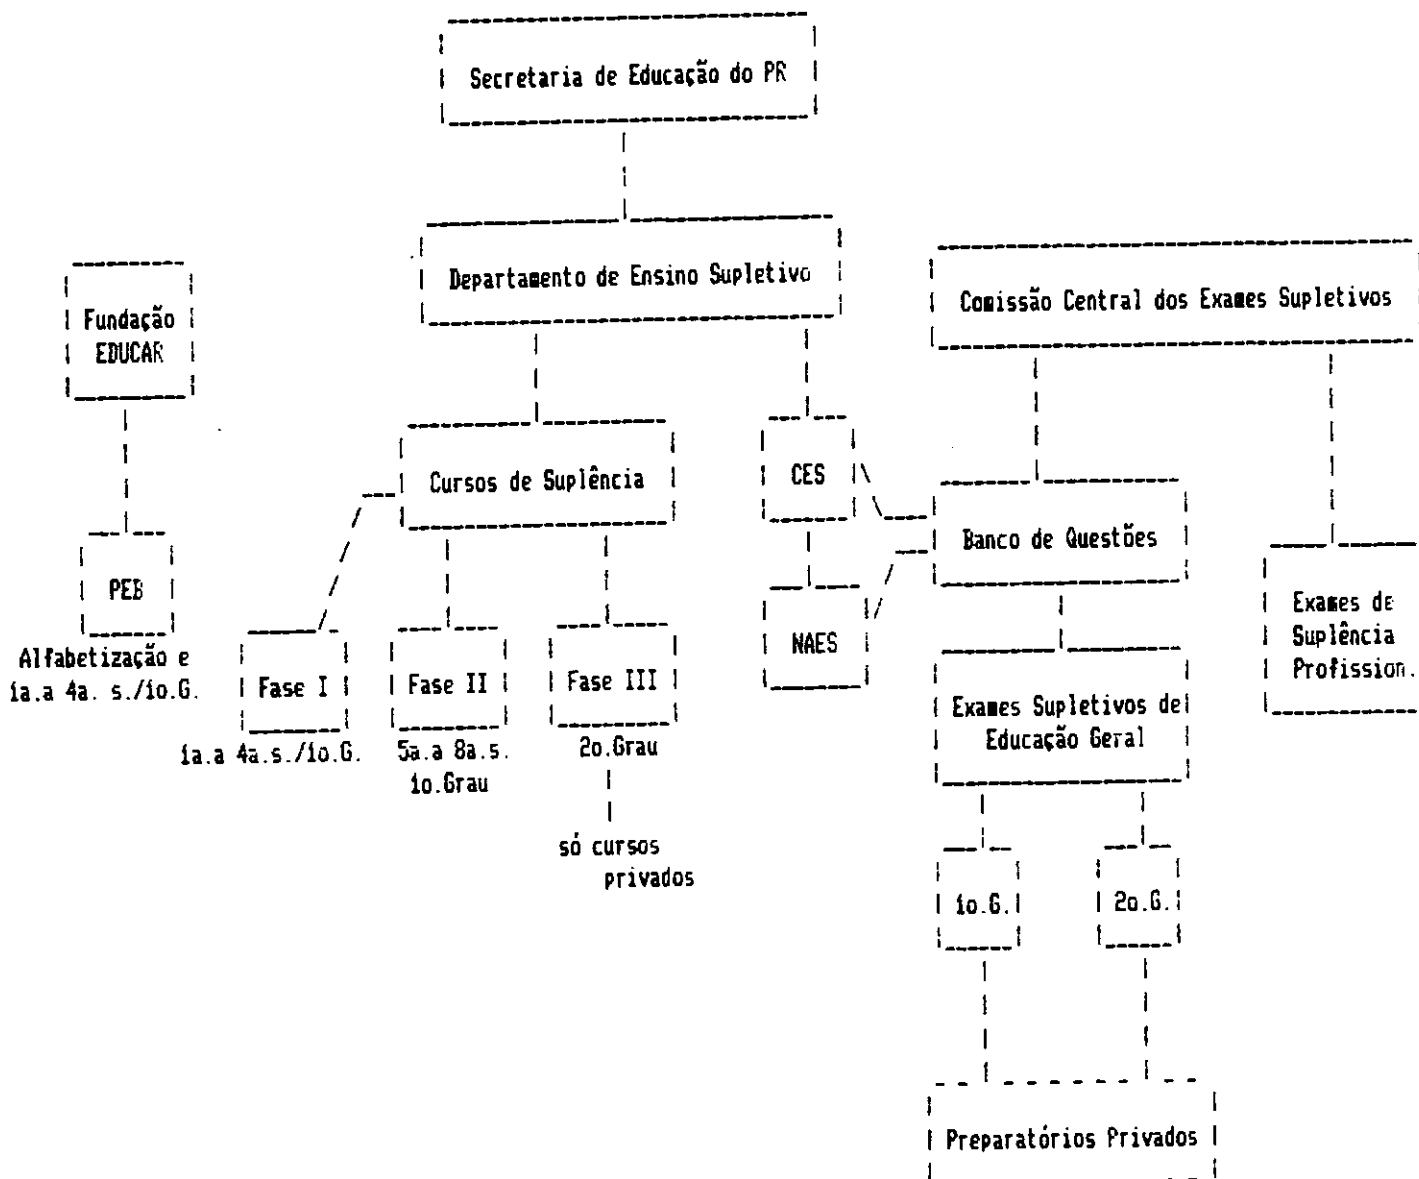 Secretaria de Educação do PR
Departamento de Ensino Supletivo
Comissão Central dos Exames Supletivos
Fundação
EDUCAR
Cursos de Suplência
CES
Banco de Questões
PEB
Alfabetização e
1a.a 4a. s./1o.G.
Fase I
1a.a 4a.s./1o.G.
Fase II
5a.a 8a.s.
1o.Grau
Fase III
2o.Grau
só cursos
privados
NAES
Exames de
Suplência
Profission.
Exames Supletivos de
Educação Geral
1o.G.
2o.G.
Preparatórios Privados